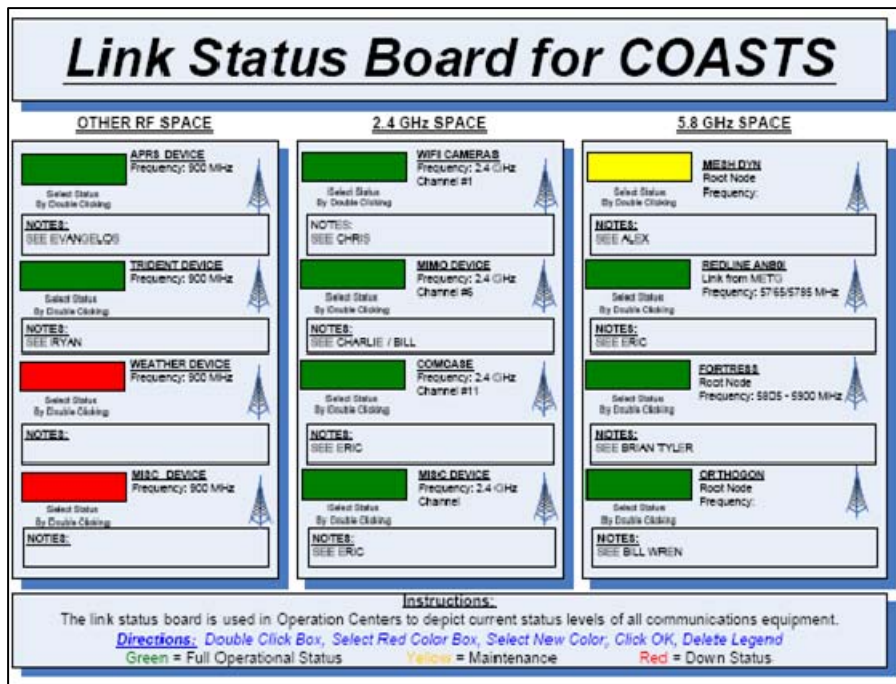 Link Status Board for COASTS
OTHER RF SPACE
APRS DEVICE
Frequency: 900 MHz
Select Status
By Double Clicking
NOTES:
SEE EVANGELOS
TRIDENT DEVICE
Frequency: 900 MHz
Select Status
By Double Clicking
NOTES:
SEE RYAN
WEATHER DEVICE
Frequency: 900 MHz
Select Status
By Double Clicking
NOTES:
MISC DEVICE
Frequency: 900 MHz
Select Status
By Double Clicking
NOTES:
2.4 GHz SPACE
WIFI CAMERAS
Frequency: 2.4 GHz
Channel #1
Select Status
By Double Clicking
NOTES:
SEE CHRIS
MIMO DEVICE
Frequency: 2.4 GHz
Channel #6
Select Status
By Double Clicking
NOTES:
SEE CHARLIE / BILL
COMCASE
Frequency: 2.4 GHz
Channel #11
Select Status
By Double Clicking
NOTES:
SEE ERIC
MISC DEVICE
Frequency: 2.4 GHz
Channel
Select Status
By Double Clicking
NOTES:
SEE ERIC
5.8 GHz SPACE
MESH DYN
Root Node
Frequency:
Select Status
By Double Clicking
NOTES:
SEE ALEX
REDLINE AN80I
Link from METG
Frequency: 5765/5785 MHz
Select Status
By Double Clicking
NOTES:
SEE ERIC
FORTRESS
Root Node
Frequency: 5805 - 5900 MHz
Select Status
By Double Clicking
NOTES:
SEE BRIAN TYLER
ORTHOGON
Root Node
Frequency:
Select Status
By Double Clicking
NOTES:
SEE BILL WREN
Instructions:
The link status board is used in Operation Centers to depict current status levels of all communications equipment.
Directions: Double Click Box, Select Red Color Box, Select New Color, Click OK, Delete Legend
Green = Full Operational Status Yellow = Maintenance Red = Down Status